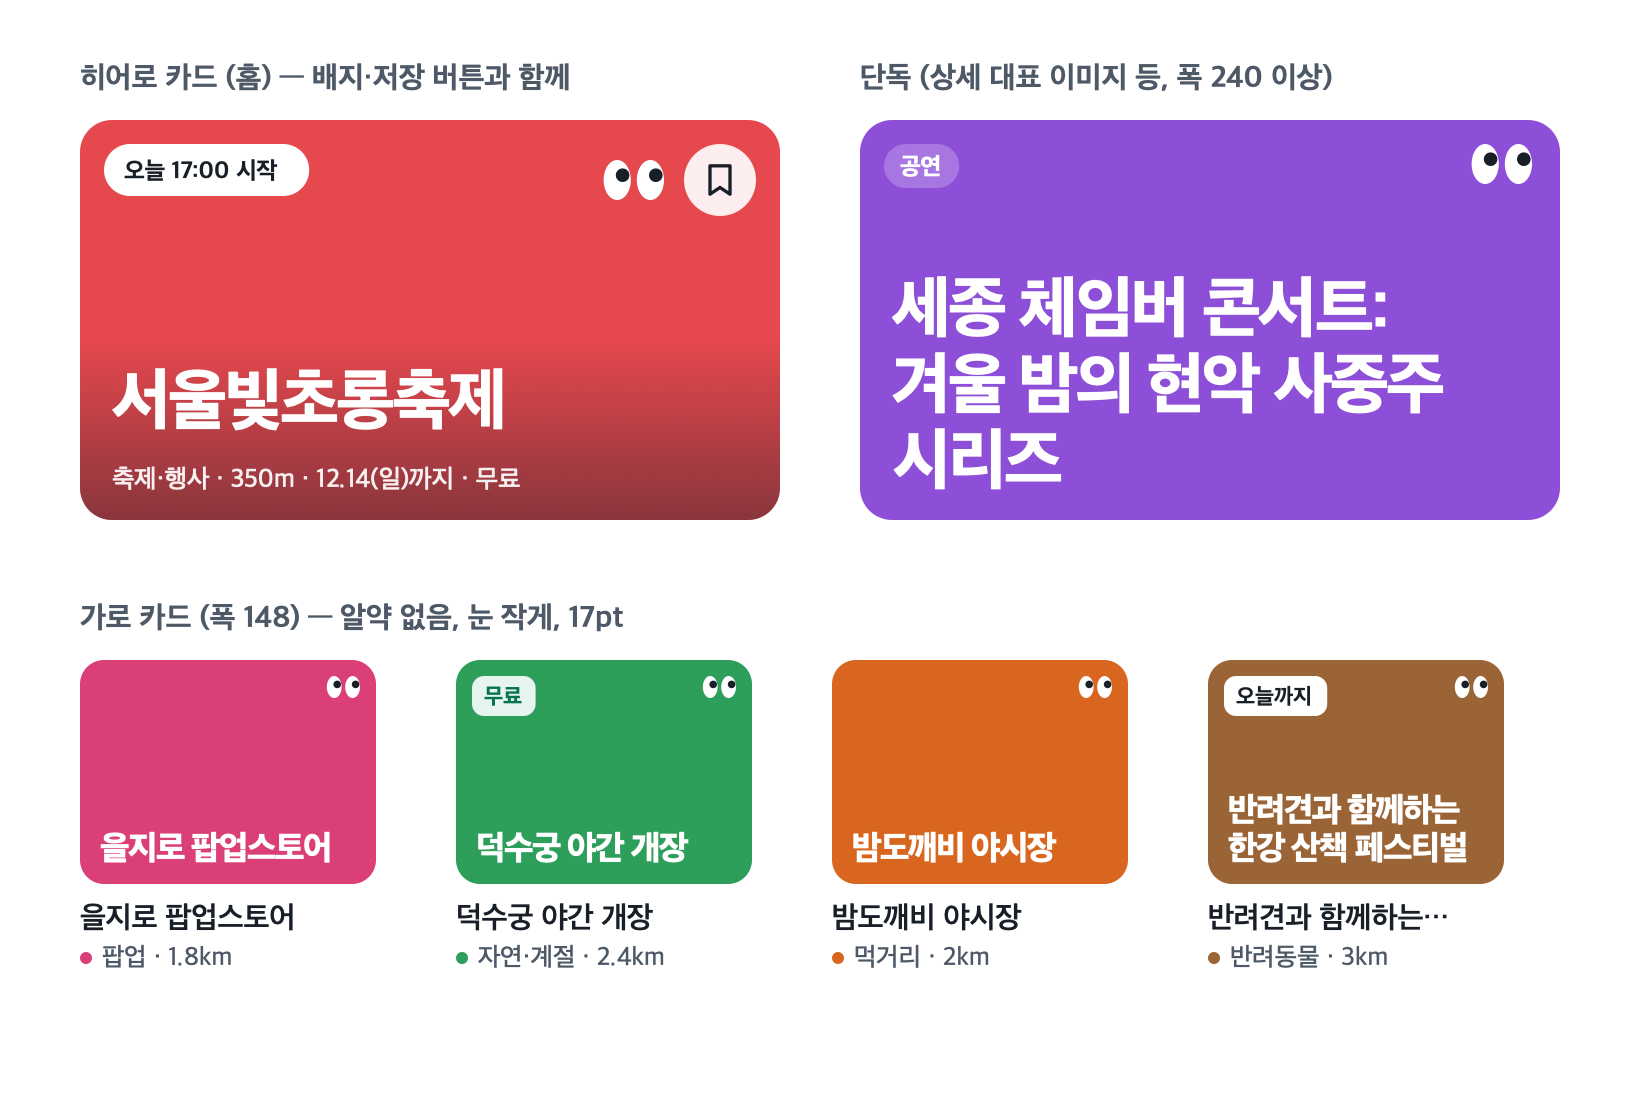 히어로 카드 (홈) — 배지·저장 버튼과 함께
단독 (상세 대표 이미지 등, 폭 240 이상)
오늘 17:00 시작
서울빛초롱축제
축제·행사 · 350m · 12.14(일)까지 · 무료
공연
세종 체임버 콘서트:
겨울 밤의 현악 사중주
시리즈
가로 카드 (폭 148) — 알약 없음, 눈 작게, 17pt
을지로 팝업스토어
을지로 팝업스토어
팝업 · 1.8km
무료
덕수궁 야간 개장
덕수궁 야간 개장
자연·계절 · 2.4km
밤도깨비 야시장
밤도깨비 야시장
먹거리 · 2km
오늘까지
반려견과 함께하는
한강 산책 페스티벌
반려견과 함께하는…
반려동물 · 3km